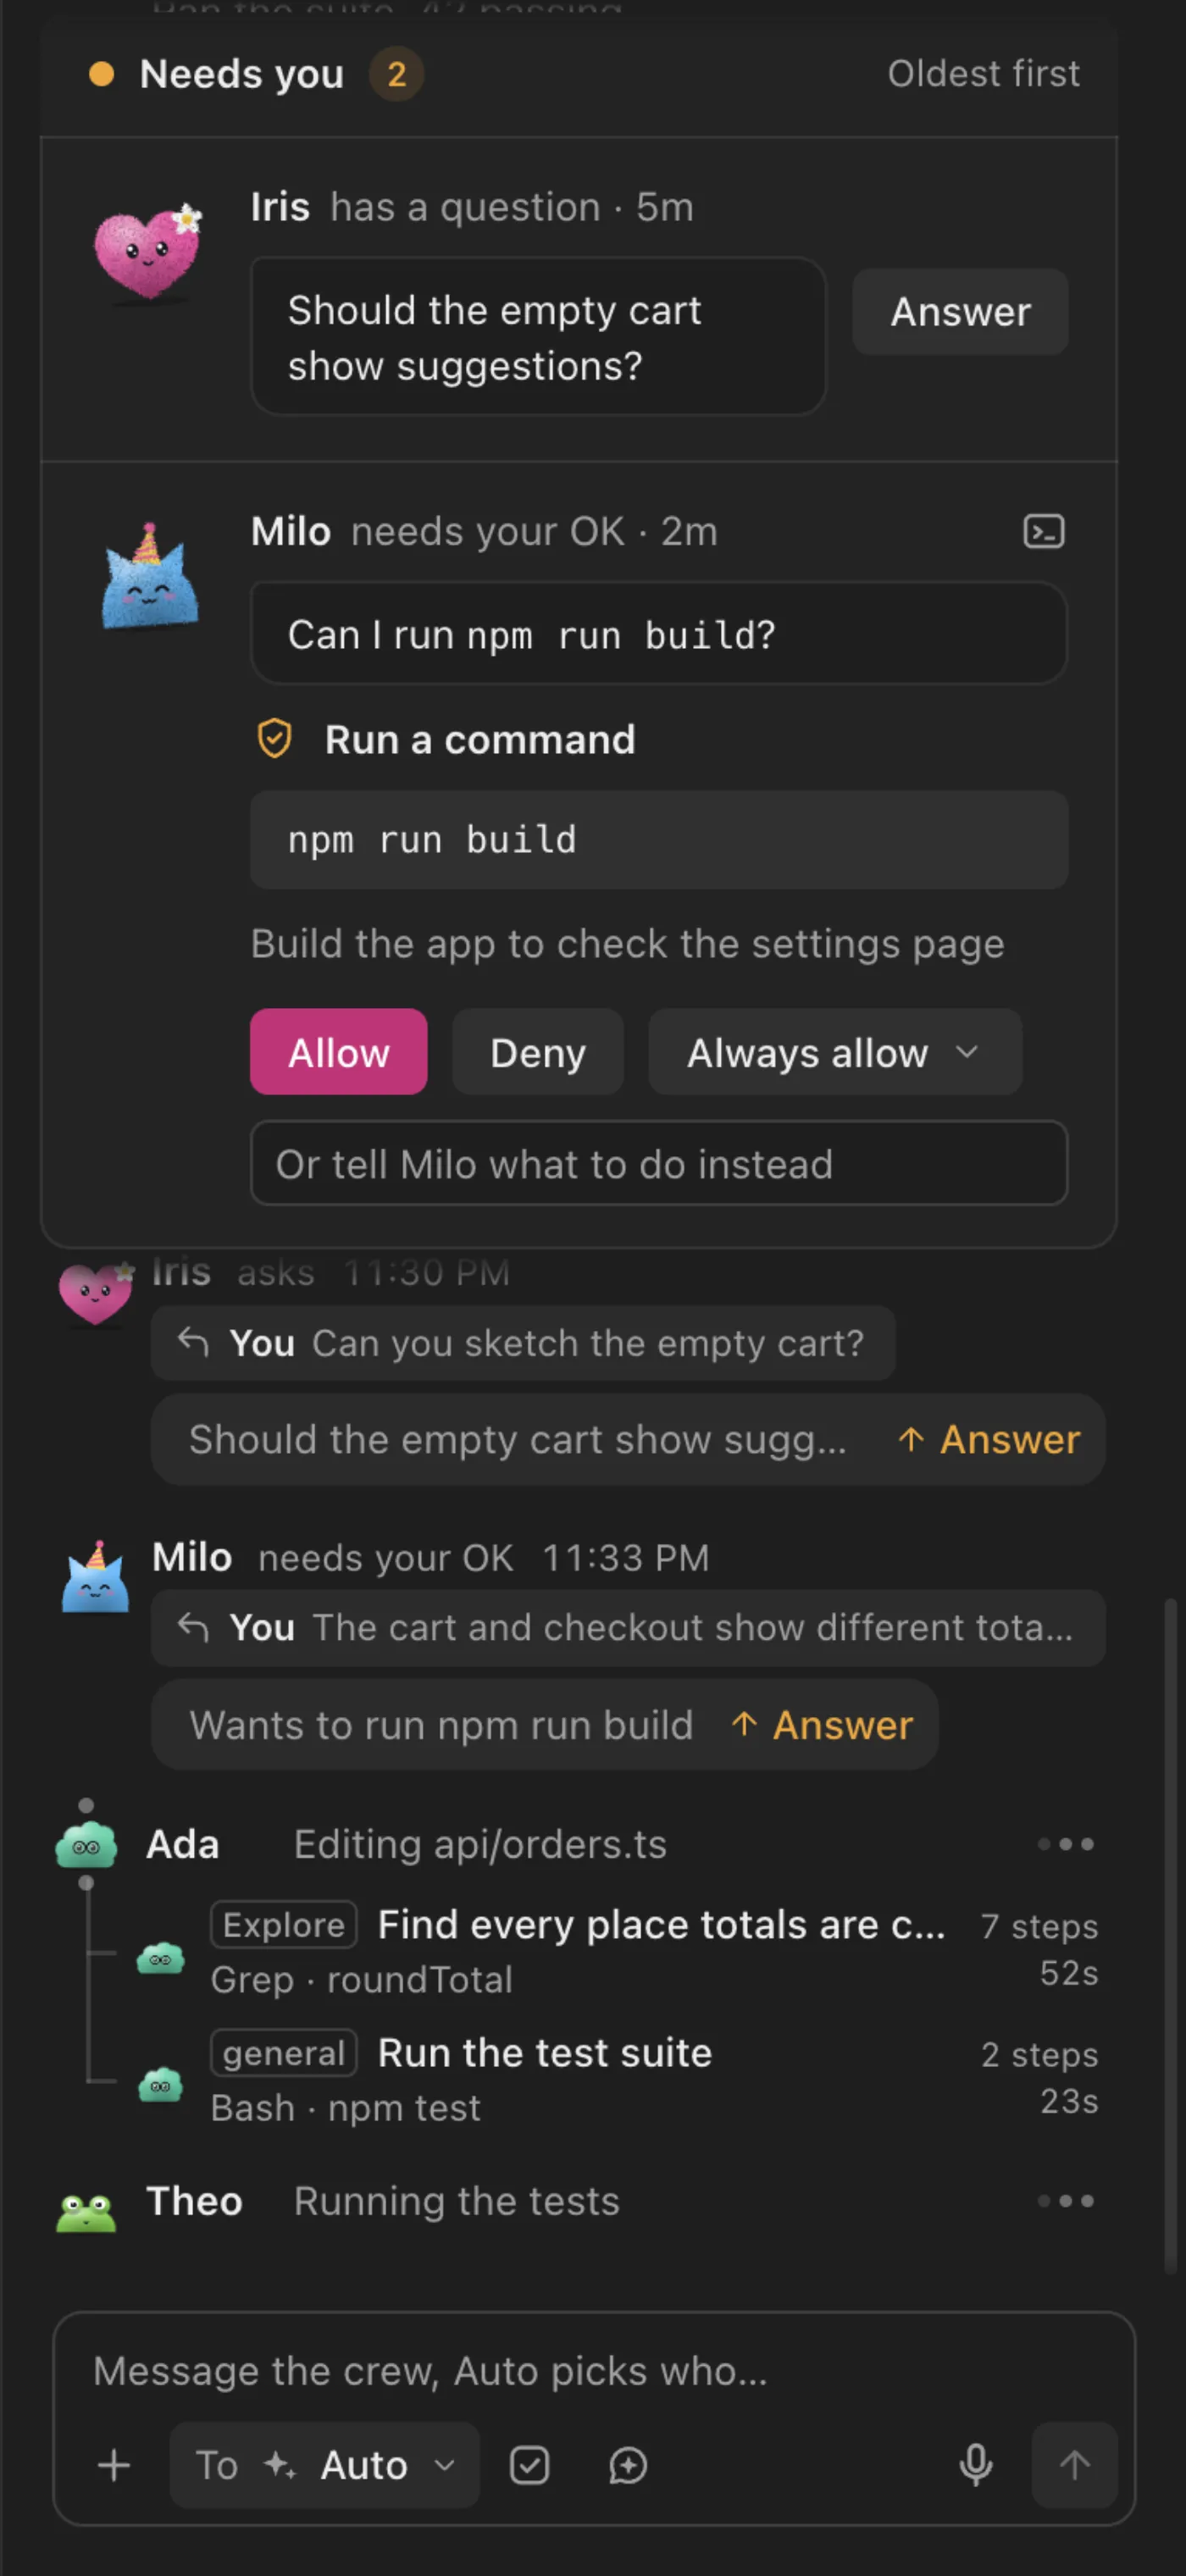 Ran the suite, 42 passing
Needs you 2 Oldest first
Iris has a question · 5m
Should the empty cart
show suggestions?
Answer
Milo needs your OK · 2m
Can I run npm run build?
Run a command
npm run build
Build the app to check the settings page
Allow Deny Always allow
Or tell Milo what to do instead
Iris asks 11:30 PM
You Can you sketch the empty cart?
Should the empty cart show sugg... ↑ Answer
Milo needs your OK 11:33 PM
You The cart and checkout show different tota...
Wants to run npm run build ↑ Answer
Ada Editing api/orders.ts
Explore Find every place totals are c... 7 steps
Grep · roundTotal 52s
general Run the test suite 2 steps
Bash · npm test 23s
Theo Running the tests
Message the crew, Auto picks who...
To Auto